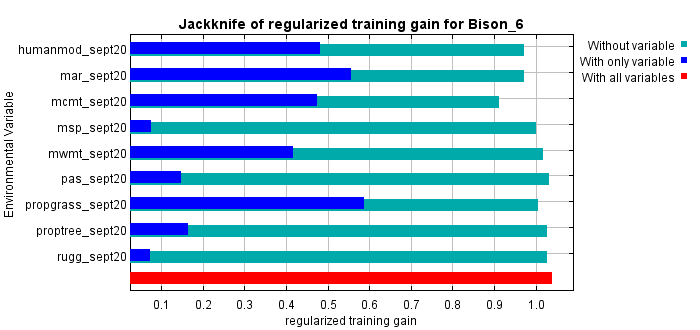 Jackknife of regularized training gain for Bison_6
Environmental Variable
humanmod_sept20
mar_sept20
mcmt_sept20
msp_sept20
mwmt_sept20
pas_sept20
propgrass_sept20
proptree_sept20
rugg_sept20
0.1 0.2 0.3 0.4 0.5 0.6 0.7 0.8 0.9 1.0
regularized training gain
Without variable
With only variable
With all variables